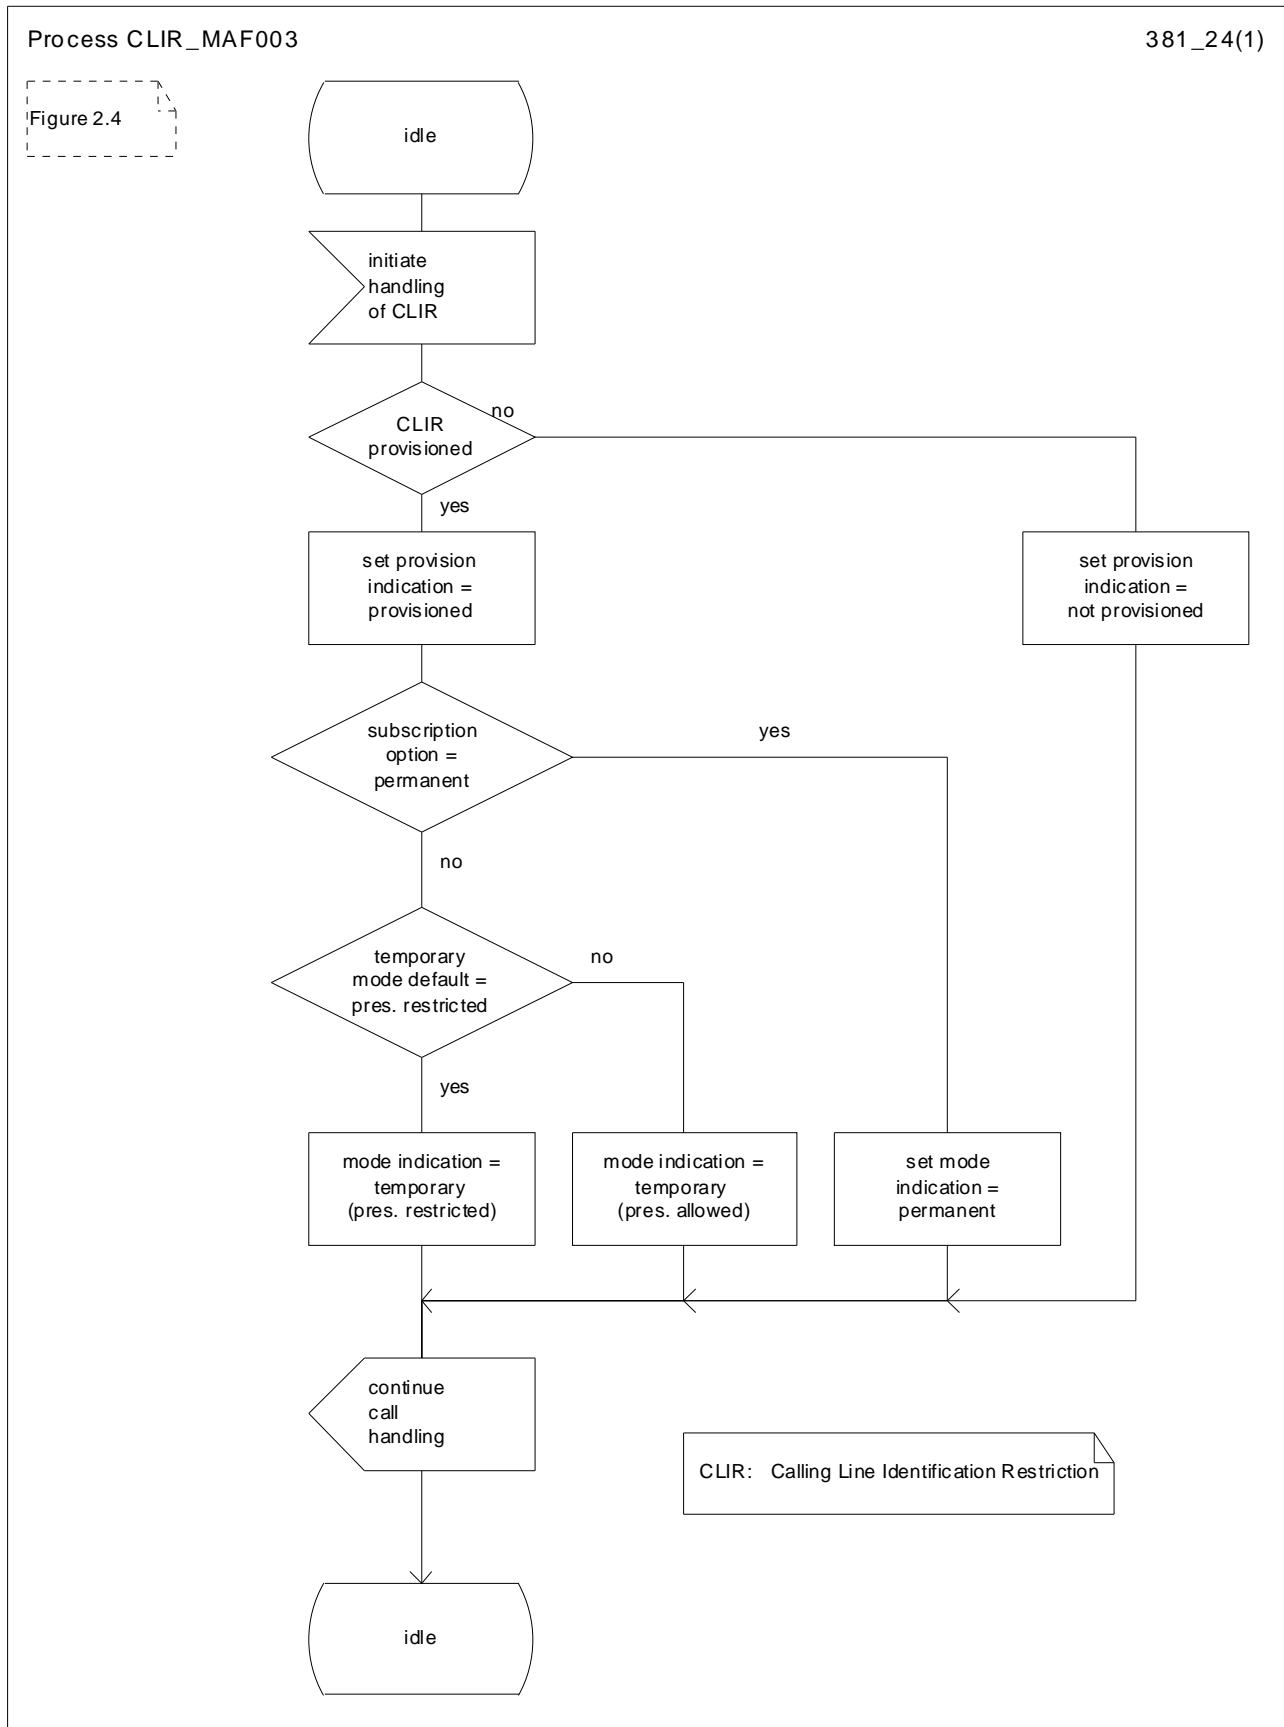 Process CLIR_MAF003
381_24(1)
Figure 2.4
idle
initiate
handling
of CLIR
CLIR
provisioned
no
yes
set provision
indication =
provisioned
set provision
indication =
not provisioned
subscription
option =
permanent
yes
no
temporary
mode default =
pres. restricted
no
yes
mode indication =
temporary
(pres. restricted)
mode indication =
temporary
(pres. allowed)
set mode
indication =
permanent
continue
call
handling
CLIR: Calling Line Identification Restriction
idle